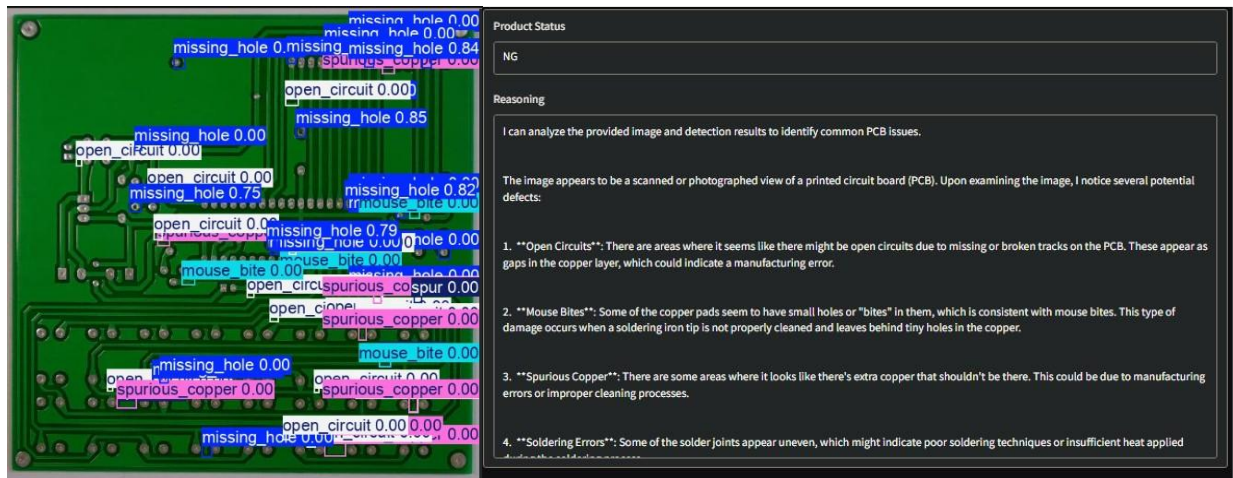 missing_hole 0.00
missing_hole 0.00
missing_hole 0.84
open_circuit 0.00
missing_hole 0.85
missing_hole 0.00
open_circuit 0.00
open_circuit 0.00
missing_hole 0.75
missing_hole 0.82
mouse_bite 0.00
missing_hole 0.79
mouse_bite 0.00
mouse_bite 0.00
spur 0.00
spurious_copper 0.00
mouse_bite 0.00
missing_hole 0.00
spurious_copper 0.00
spurious_copper 0.00
open_circuit 0.00
missing_hole 0.00
Product Status
NG
Reasoning
I can analyze the provided image and detection results to identify common PCB issues.
The image appears to be a scanned or photographed view of a printed circuit board (PCB). Upon examining the image, I notice several potential
defects:
1. **Open Circuits**: There are areas where it seems like there might be open circuits due to missing or broken tracks on the PCB. These appear as
gaps in the copper layer, which could indicate a manufacturing error.
2. **Mouse Bites**: Some of the copper pads seem to have small holes or "bites" in them, which is consistent with mouse bites. This type of
damage occurs when a soldering iron tip is not properly cleaned and leaves behind tiny holes in the copper.
3. **Spurious Copper**: There are some areas where it looks like there's extra copper that shouldn't be there. This could be due to manufacturing
errors or improper cleaning processes.
4. **Soldering Errors**: Some of the solder joints appear uneven, which might indicate poor soldering techniques or insufficient heat applied